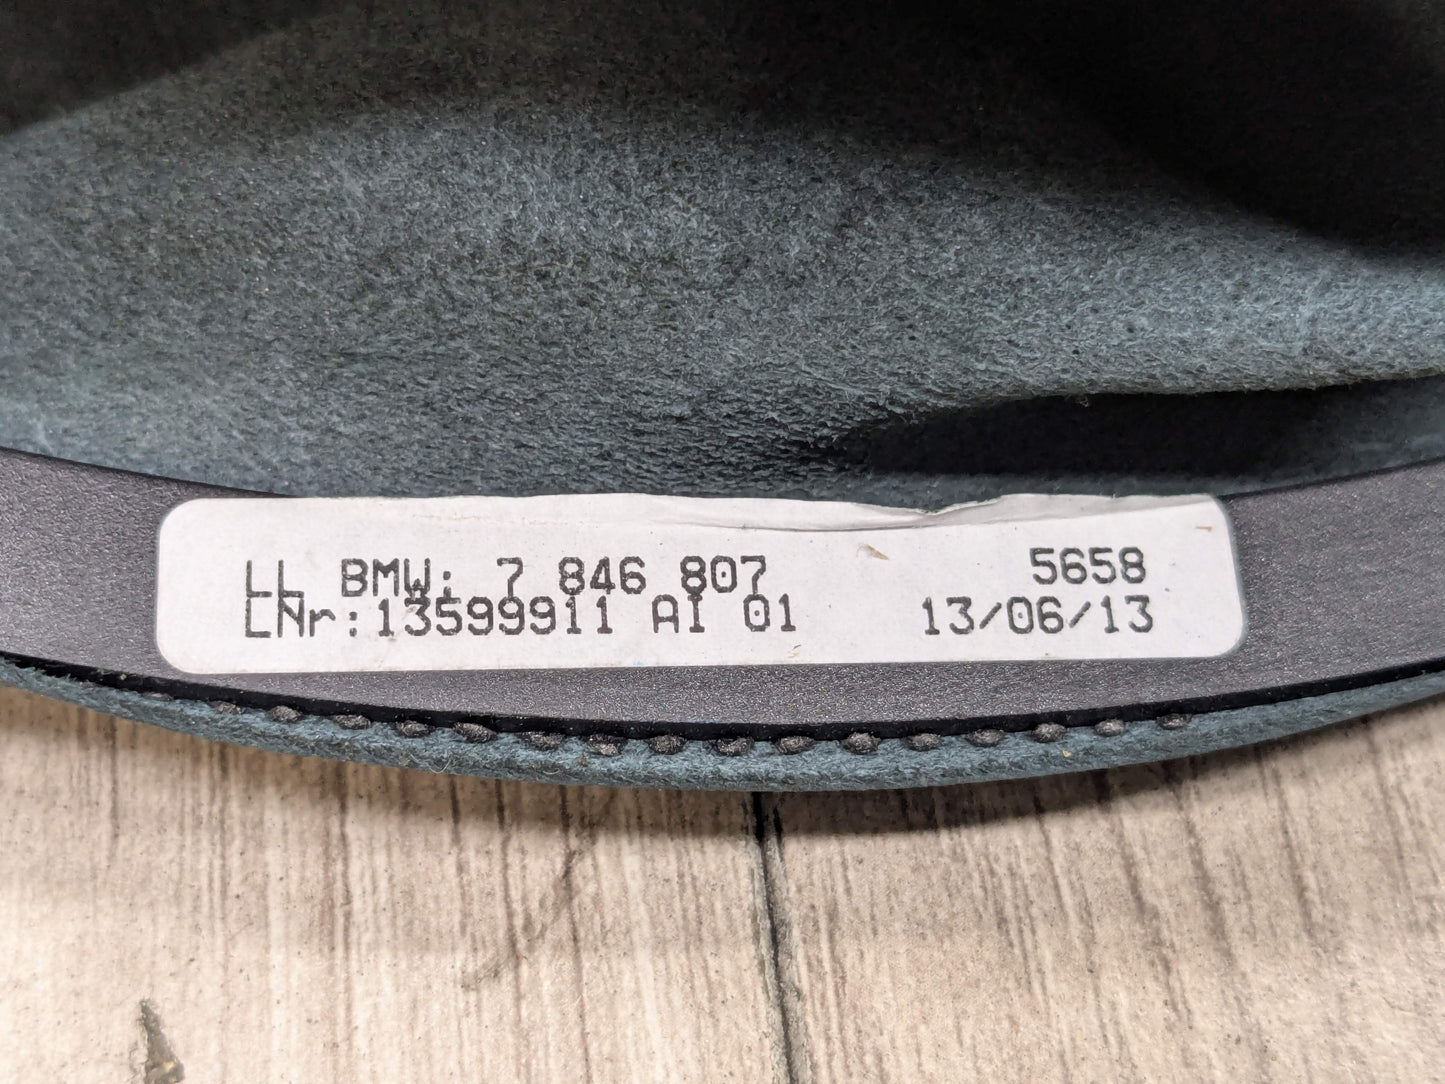 LL BMW: 7 846 807 5658
LNr:13599911 AI 01 13/06/13